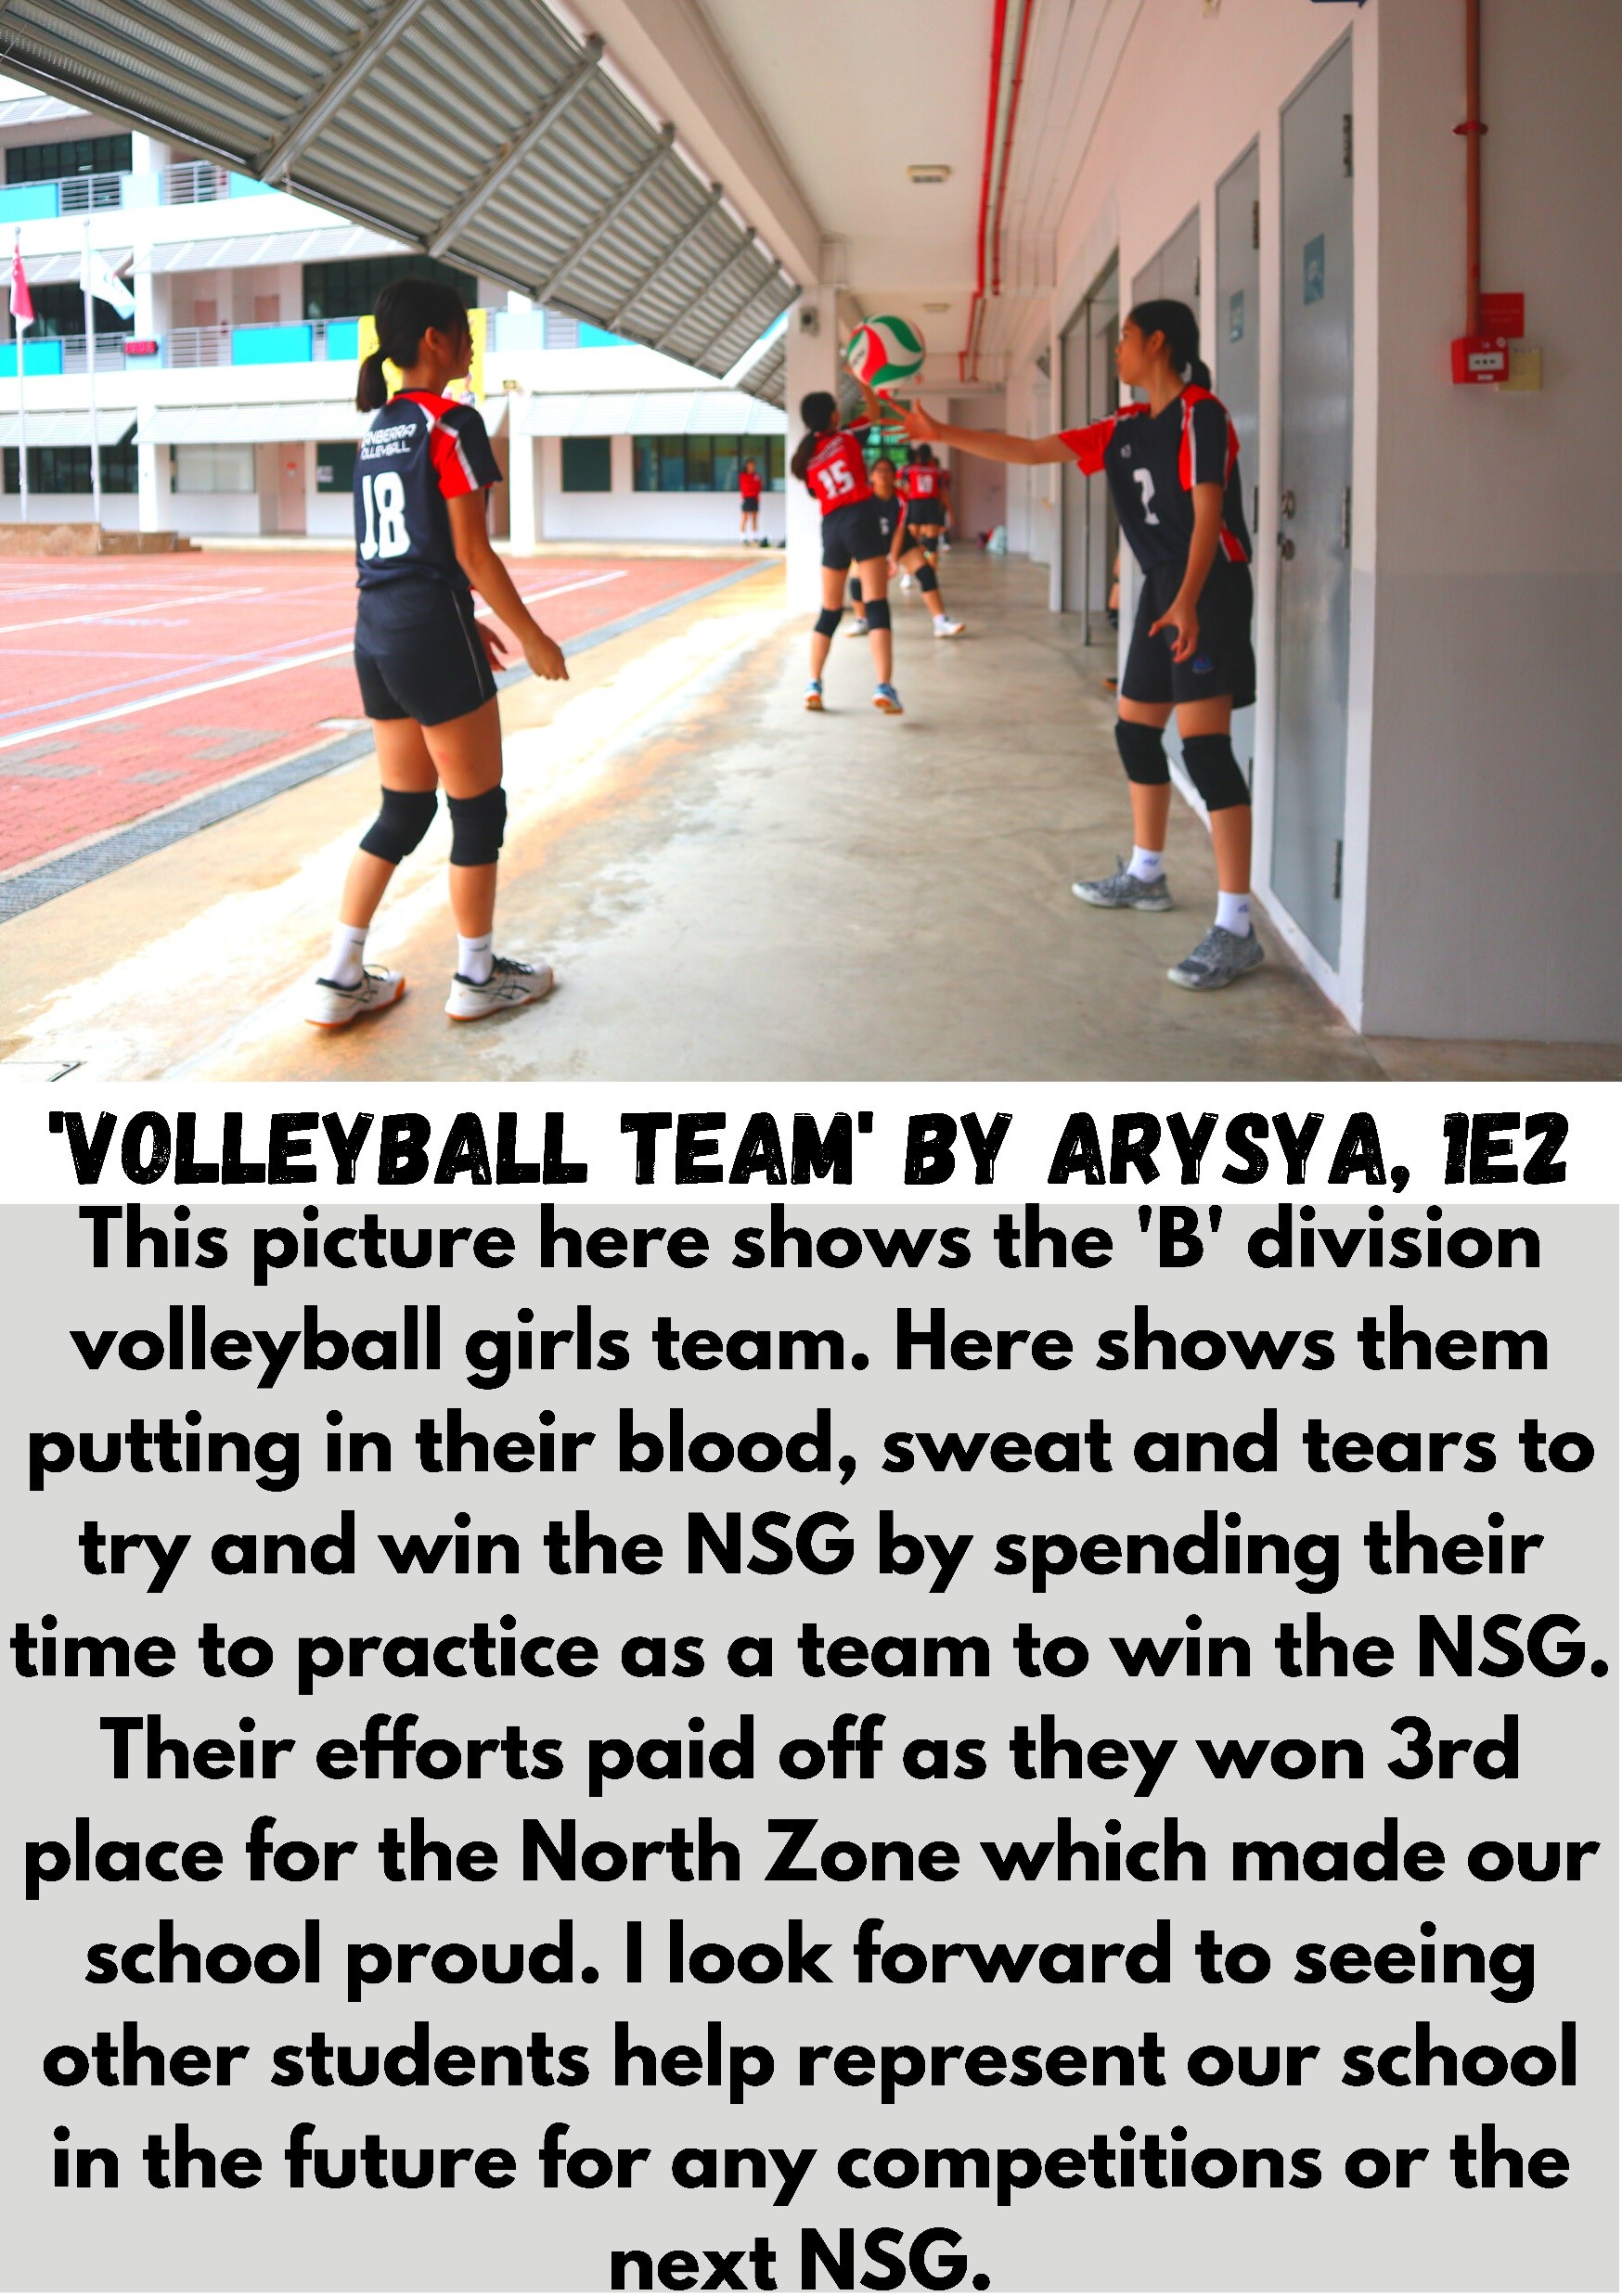 ANBERRA
OLLEYBALL
18
15
2
'VOLLEYBALL TEAM' BY ARYSYA, 1E2
This picture here shows the 'B' division
volleyball girls team. Here shows them
putting in their blood, sweat and tears to
try and win the NSG by spending their
time to practice as a team to win the NSG.
Their efforts paid off as they won 3rd
place for the North Zone which made our
school proud. I look forward to seeing
other students help represent our school
in the future for any competitions or the
next NSG.